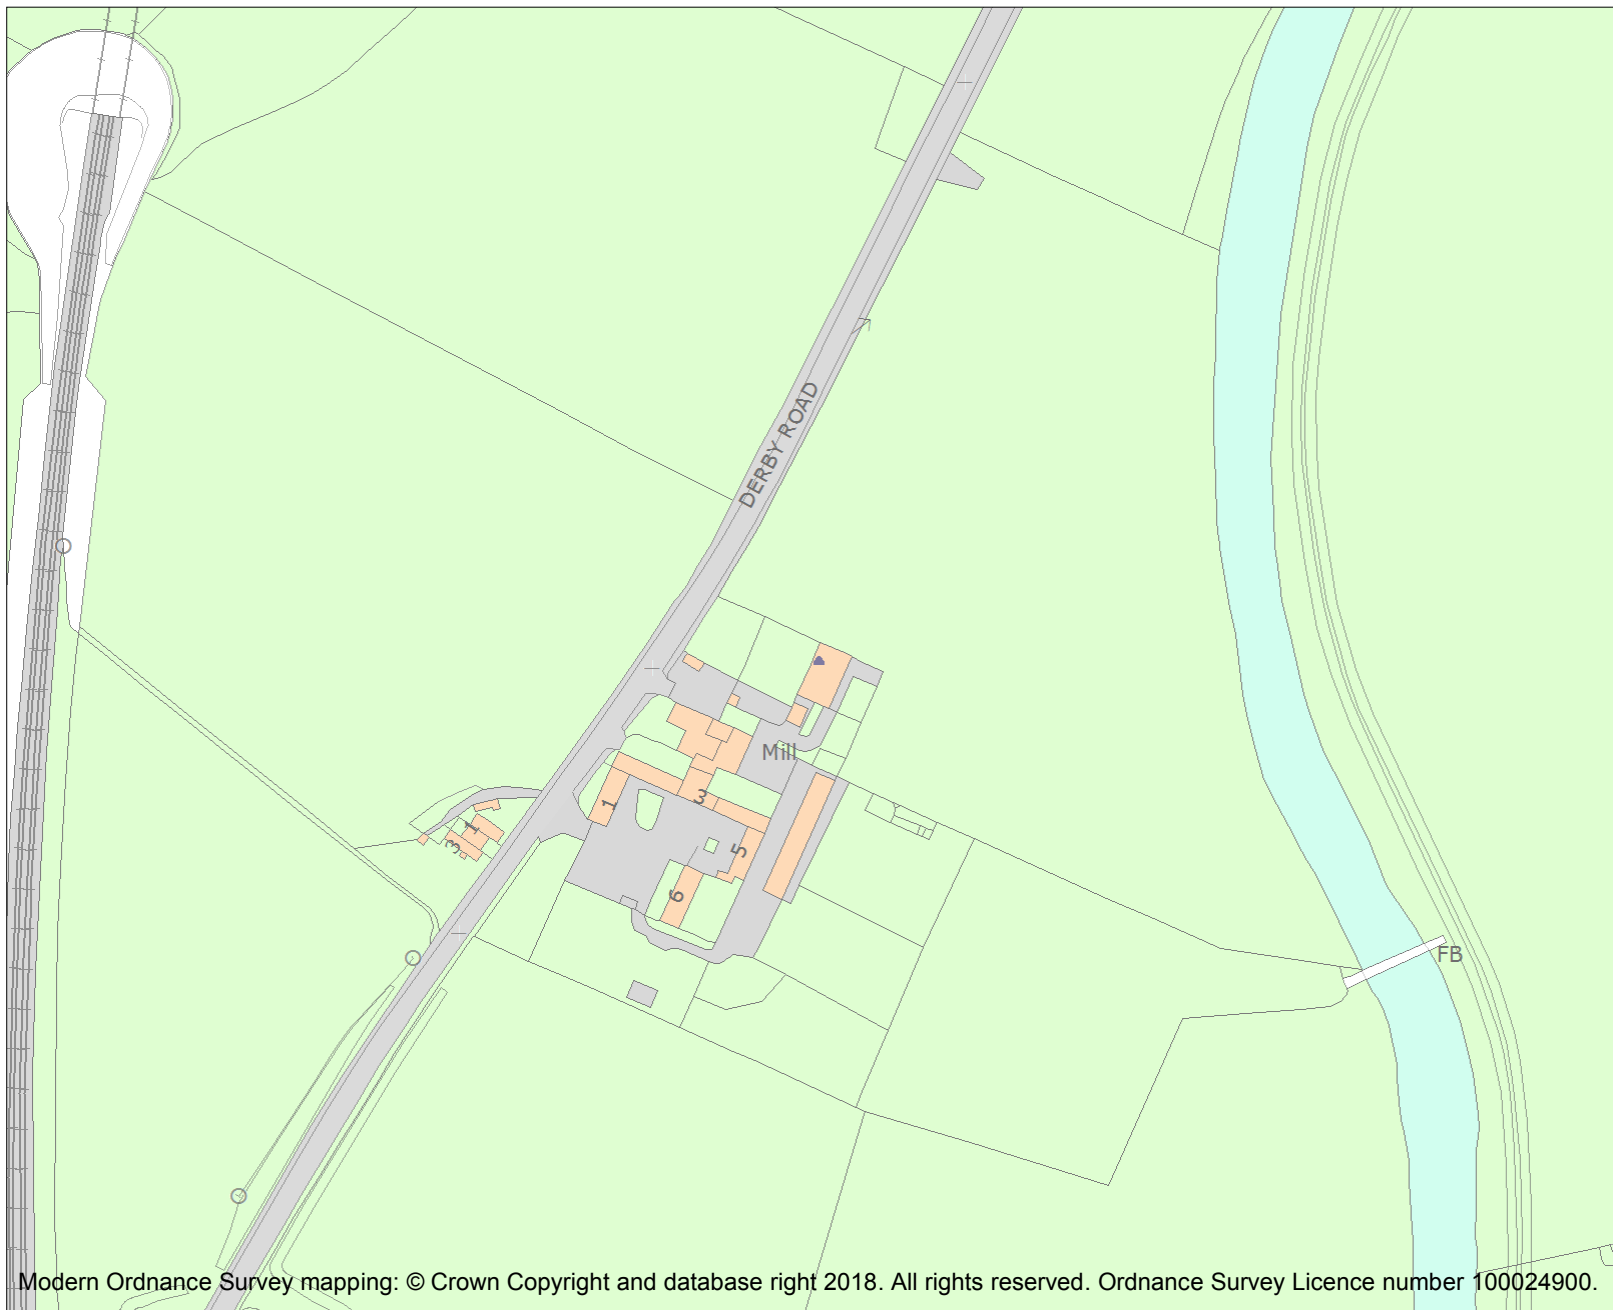 DERBY ROAD
Mill
1
3
1
3
5
6
FB
Modern Ordnance Survey mapping: © Crown Copyright and database right 2018. All rights reserved. Ordnance Survey Licence number 100024900.